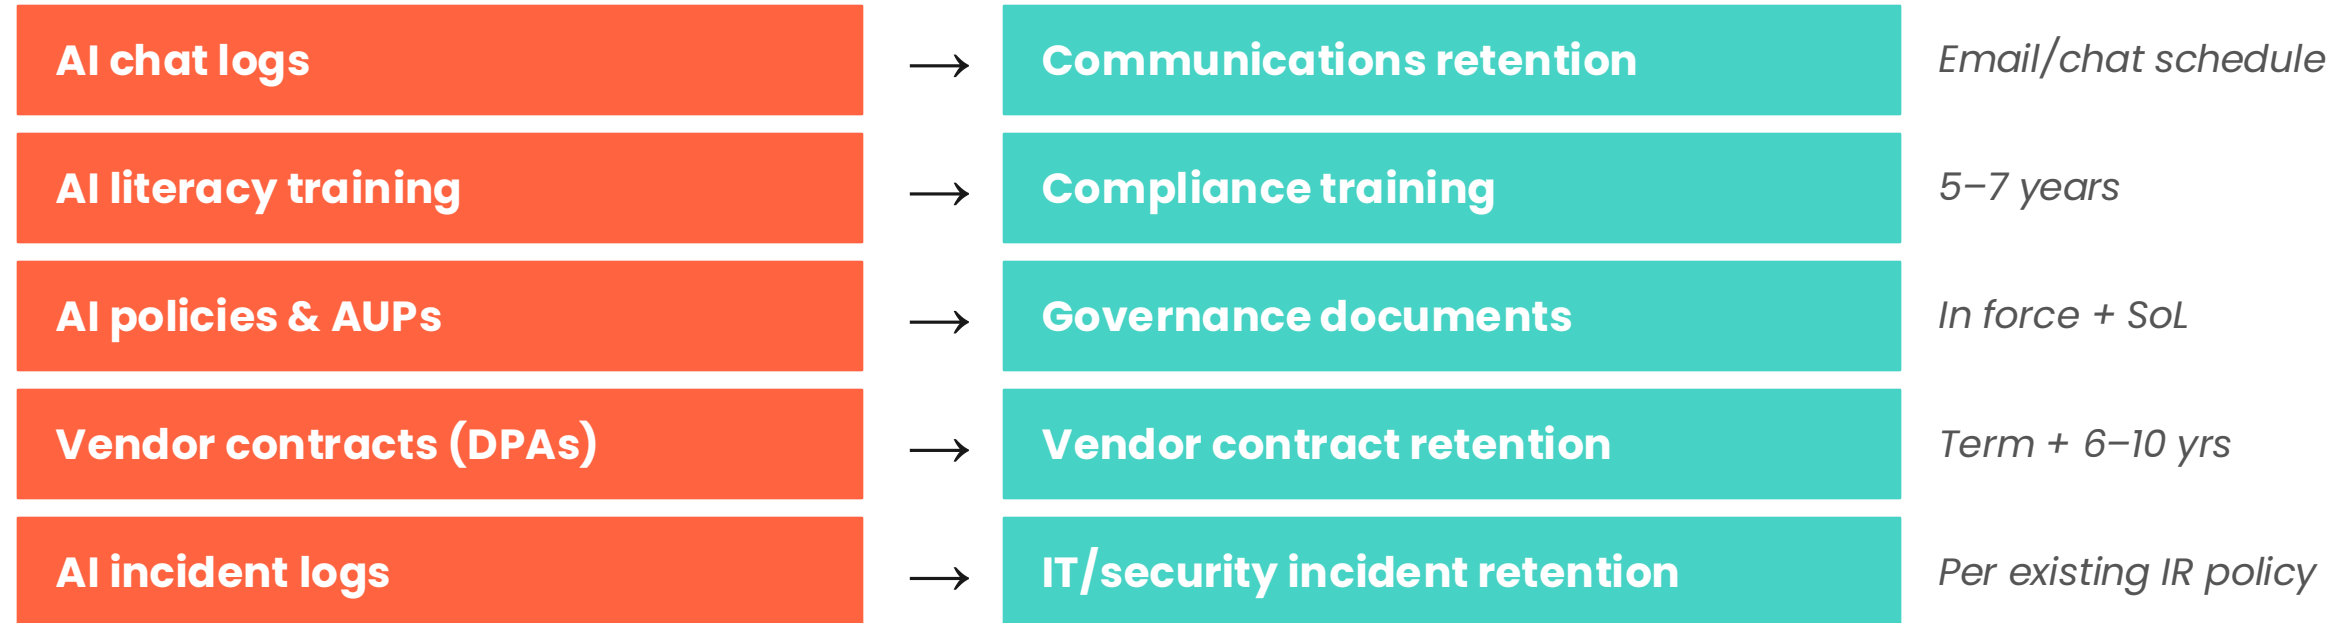 AI chat logs → Communications retention Email/chat schedule
AI literacy training → Compliance training 5–7 years
AI policies & AUPs → Governance documents In force + SoL
Vendor contracts (DPAs) → Vendor contract retention Term + 6–10 yrs
AI incident logs → IT/security incident retention Per existing IR policy